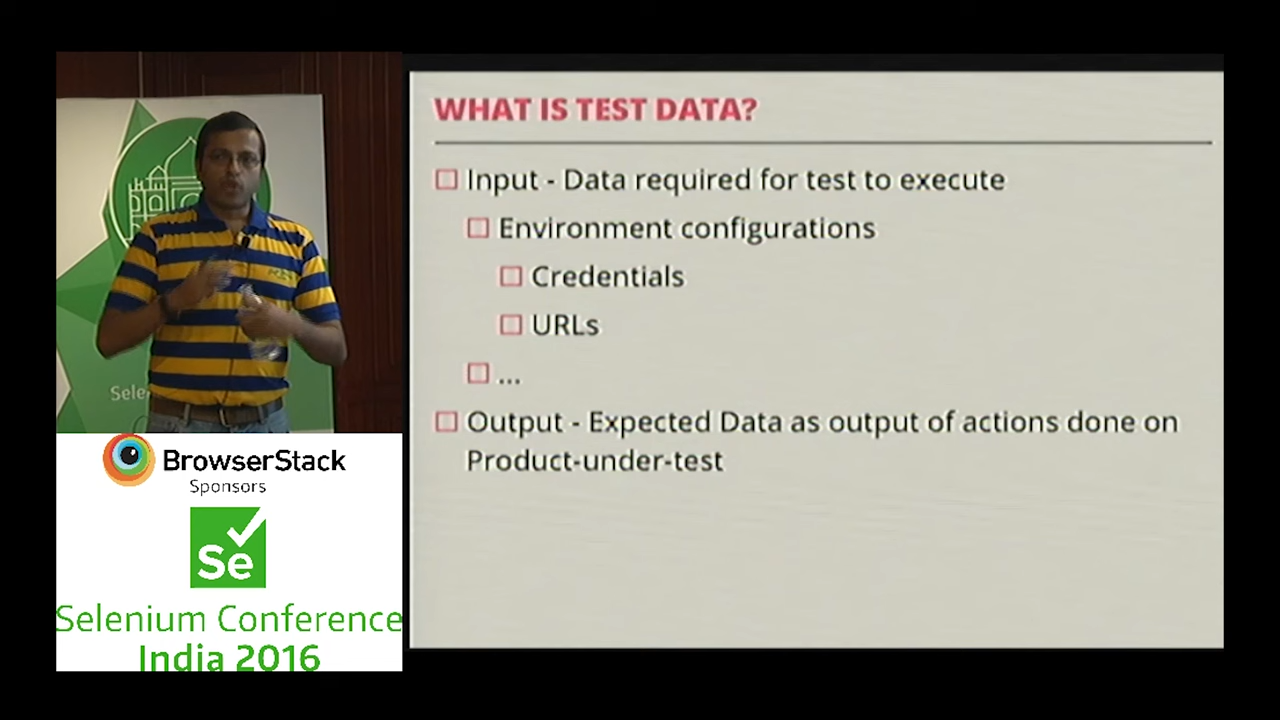 WHAT IS TEST DATA?
Input - Data required for test to execute
Environment configurations
Credentials
URLs
...
Output - Expected Data as output of actions done on
Product-under-test
Sele
BrowserStack
Sponsors
Se
Selenium Conference
India 2016